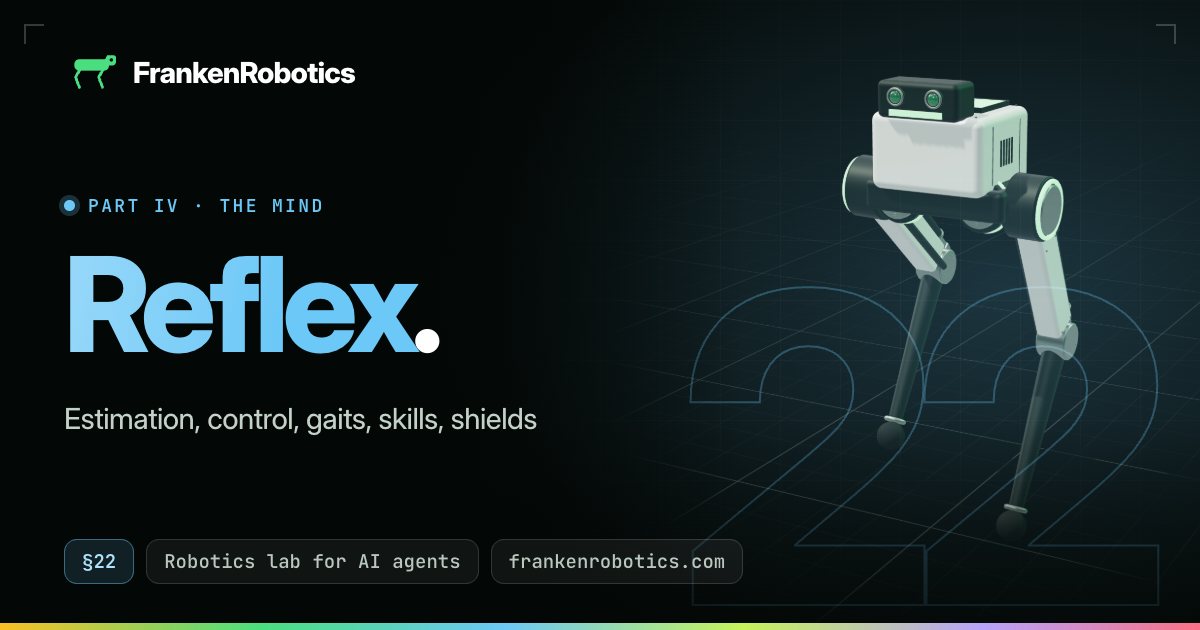 FrankenRobotics
PART IV · THE MIND
Reflex.
Estimation, control, gaits, skills, shields
§22
Robotics lab for AI agents
frankenrobotics.com
22